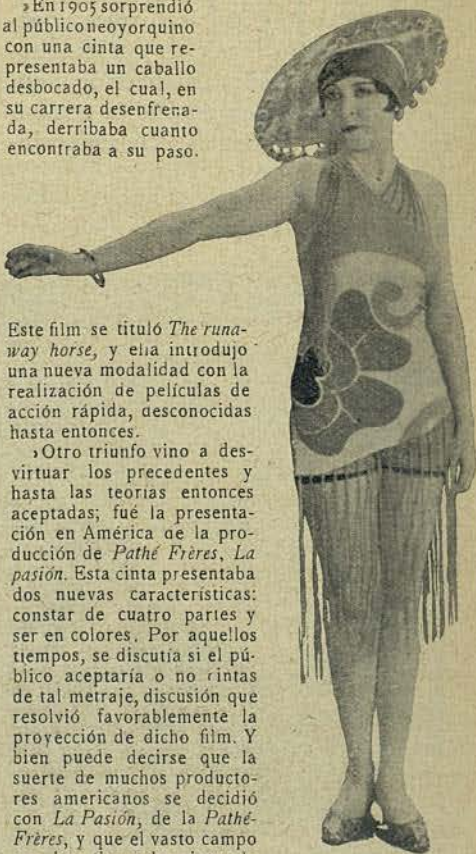 »En 1905 sorprendió
al público neoyorquino
con una cinta que re-
presentaba un caballo
desbocado, el cual, en
su carrera desenfrena-
da, derribaba cuanto
encontraba a su paso.
Este film se tituló The runa-
way horse, y ella introdujo
una nueva modalidad con la
realización de películas de
acción rápida, desconocidas
hasta entonces.
»Otro triunfo vino a des-
virtuar los precedentes y
hasta las teorías entonces
aceptadas; fué la presenta-
ción en América de la pro-
ducción de Pathé Frères, La
pasión. Esta cinta presentaba
dos nuevas características:
constar de cuatro partes y
ser en colores. Por aquellos
tiempos, se discutía si el pú-
blico aceptaría o no cintas
de tal metraje, discusión que
resolvió favorablemente la
proyección de dicho film. Y
bien puede decirse que la
suerte de muchos producto-
res americanos se decidió
con La Pasión, de la Pathé-
Frères, y que el vasto campo